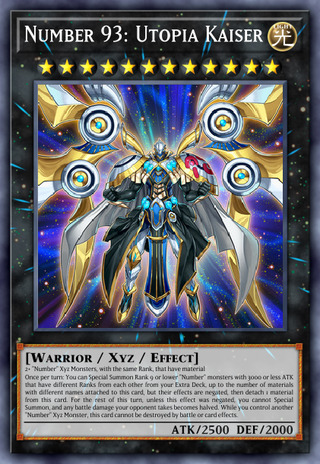 Number 93: Utopia Kaiser
LIGHT
光
[Warrior / Xyz / Effect]
2+ "Number" Xyz Monsters, with the same Rank, that have material
Once per turn: You can Special Summon Rank 9 or lower "Number" monsters with 3000 or less ATK
that have different Ranks from each other from your Extra Deck, up to the number of materials
with different names attached to this card, but their effects are negated, then detach 1 material
from this card. For the rest of this turn, unless this effect was negated, you cannot Special
Summon, and any battle damage your opponent takes becomes halved. While you control another
"Number" Xyz Monster, this card cannot be destroyed by battle or card effects.
ATK/2500 DEF/2000